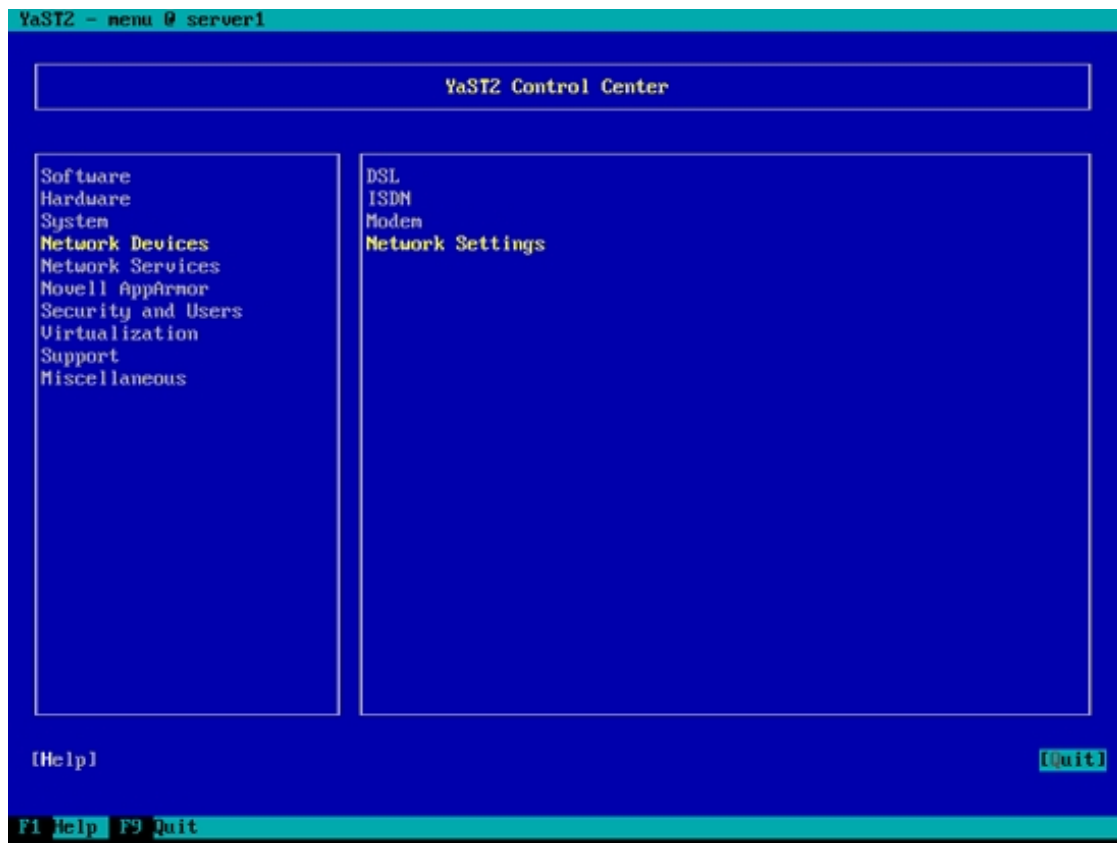 YaST2 - menu @ server1
YaST2 Control Center
Software
Hardware
System
Network Devices
Network Services
Novell AppArmor
Security and Users
Virtualization
Support
Miscellaneous
DSL
ISDN
Modem
Network Settings
[Help]
[Quit]
F1 Help F9 Quit